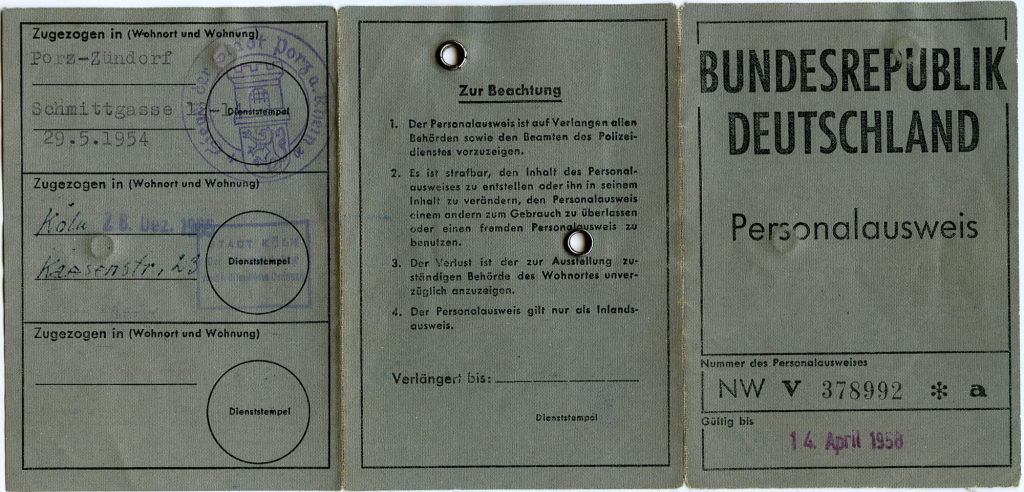 Zugezogen in (Wohnort und Wohnung)
Porz-Zündorf
Schmittgasse
Dienststempel
29.5.1954
Zugezogen in (Wohnort und Wohnung)
Köln 28. Dez.
23
STADT KÖLN
Dienststempel
Zugezogen in (Wohnort und Wohnung)
Dienststempel
Zur Beachtung
1. Der Personalausweis ist auf Verlangen allen
Behörden sowie den Beamten des Polizei-
dienstes vorzuzeigen.
2. Es ist strafbar, den Inhalt des Personal-
ausweises zu entstellen oder ihn in seinem
Inhalt zu verändern, den Personalausweis
einem andern zum Gebrauch zu überlassen
oder einen fremden Personalausweis zu
benutzen.
3. Der Verlust ist der zur Ausstellung zu-
ständigen Behörde des Wohnortes unver-
züglich anzuzeigen.
4. Der Personalausweis gilt nur als Inlands-
ausweis.
Verlängert bis:
Dienststempel
BUNDESREPUBLIK
DEUTSCHLAND
Personalausweis
Nummer des Personalausweises
NW V 378992 * a
Gültig bis
14. April 1958